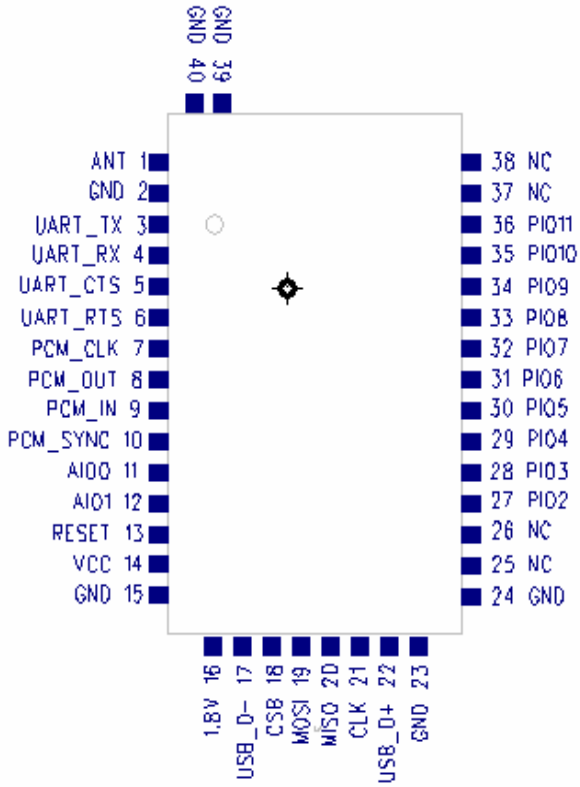 GND 40
GND 39
ANT 1
GND 2
UART_TX 3
UART_RX 4
UART_CTS 5
UART_RTS 6
PCM_CLK 7
PCM_OUT 8
PCM_IN 9
PCM_SYNC 10
AIO0 11
AIO1 12
RESET 13
VCC 14
GND 15
38 NC
37 NC
36 PIO11
35 PIO10
34 PIO9
33 PIO8
32 PIO7
31 PIO6
30 PIO5
29 PIO4
28 PIO3
27 PIO2
26 NC
25 NC
24 GND
1.8V 16
USB_D- 17
CSB 18
MOSI 19
MISO 20
CLK 21
USB_D+ 22
GND 23